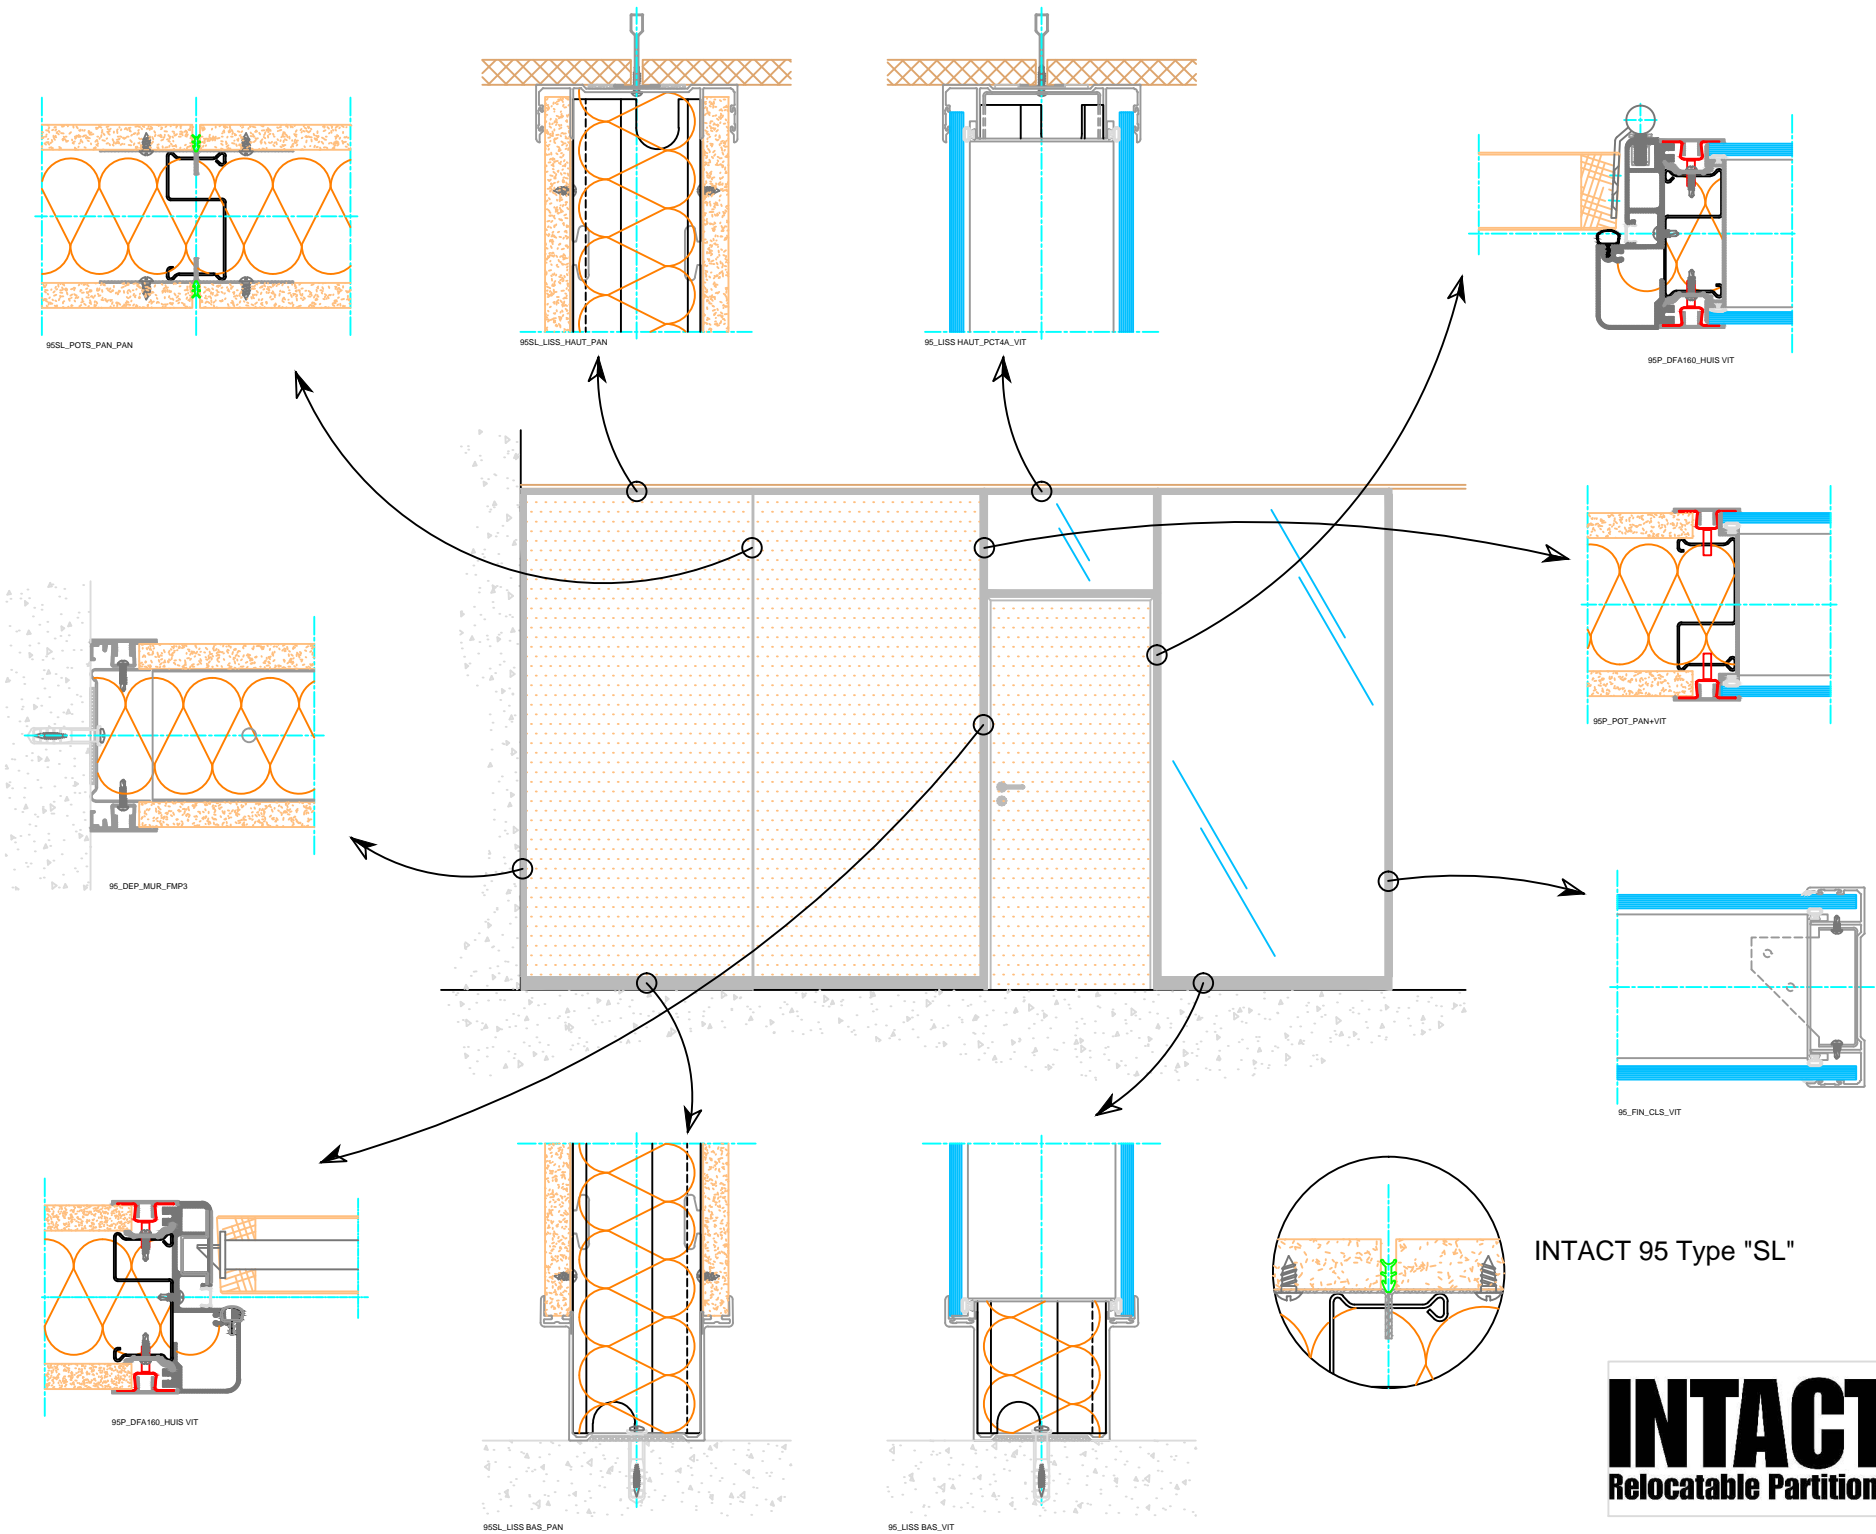 95SL_POTS_PAN_PAN
95SL_LISS_HAUT_PAN
95_LISS HAUT_PCT4A_VIT
95P_DFA160_HUIS VIT
95P_POT_PAN+VIT
95_DEP_MUR_FMP3
95_FIN_CLS_VIT
95P_DFA160_HUIS VIT
95SL_LISS BAS_PAN
95_LISS BAS_VIT
INTACT 95 Type "SL"
INTACT
Relocatable Partition